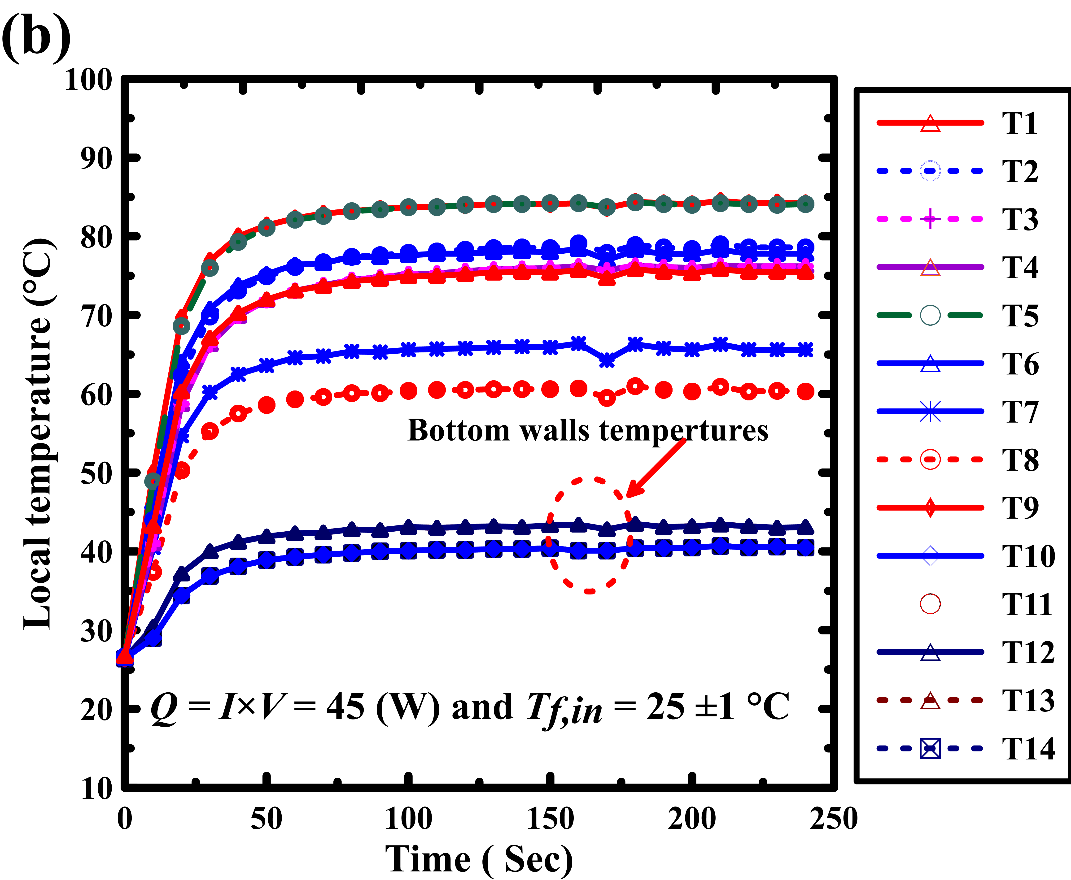 (b)
100
90
80
70
60
50
40
30
20
10
Local temperature (°C)
Bottom walls tempertures
Q = I×V = 45 (W) and Tf,in = 25 ±1 °C
0
50
100
150
200
250
Time ( Sec)
T1
T2
T3
T4
T5
T6
T7
T8
T9
T10
T11
T12
T13
T14